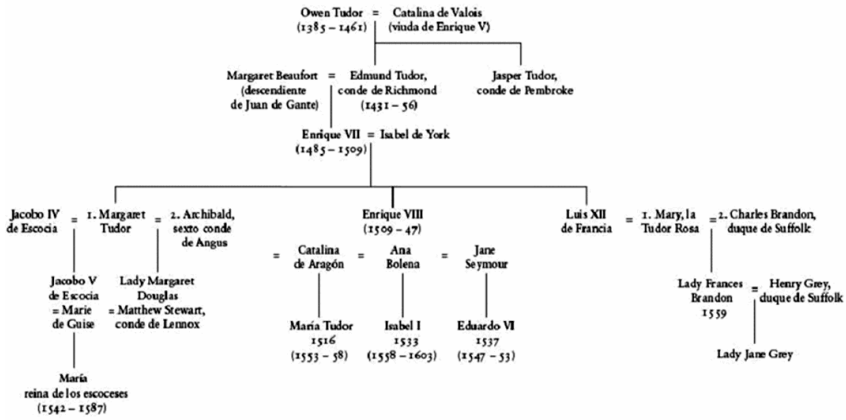 Owen Tudor = Catalina de Valois
(1385 – 1461) (viuda de Enrique V)
Margaret Beaufort = Edmund Tudor, Jasper Tudor,
(descendiente conde de Richmond conde de Pembroke
de Juan de Gante) (1431 – 56)
Enrique VII = Isabel de York
(1485 – 1509)
Jacobo IV = 1. Margaret = 2. Archibald, Enrique VIII Luis XII = 1. Mary, la =2. Charles Brandon,
de Escocia Tudor sexto conde (1509 – 47) de Francia Tudor Rosa duque de Suffolk
de Angus
= Catalina = Ana = Jane
de Aragón Bolena Seymour
Jacobo V Lady Margaret Lady Frances = Henry Grey,
de Escocia Douglas Brandon duque de Suffolk
= Marie = Matthew Stewart, 1559
de Guise conde de Lennox
María Tudor Isabel I Eduardo VI
1516 1533 1537
(1553 – 58) (1558 – 1603) (1547 – 53)
Lady Jane Grey
María
reina de los escoceses
(1542 – 1587)